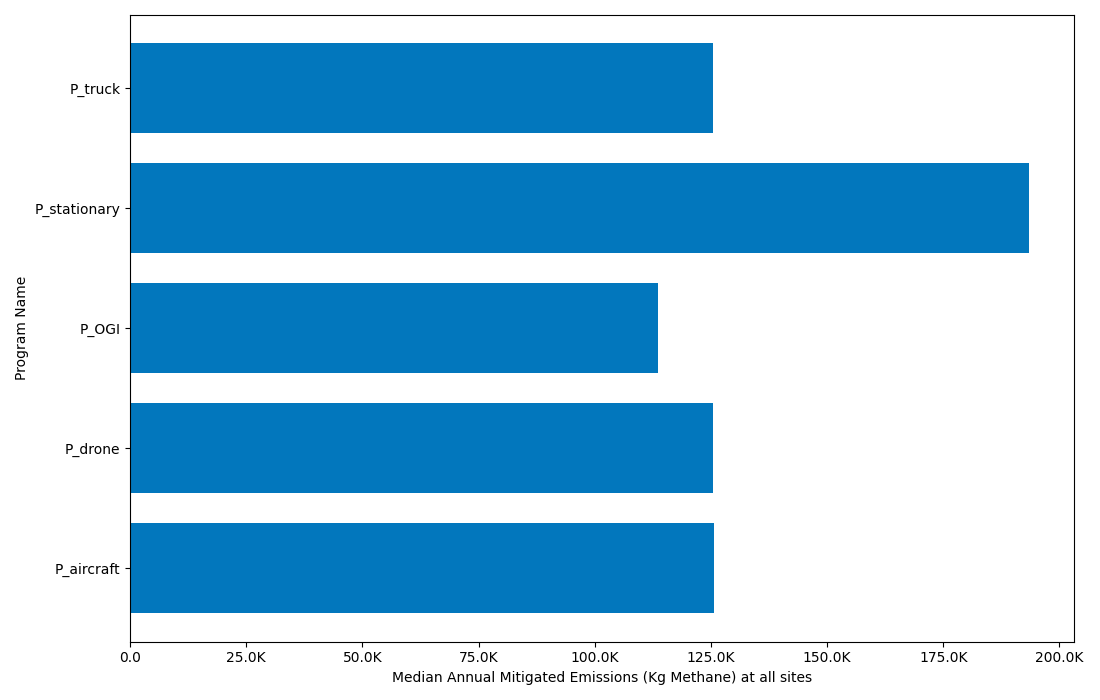 P_truck
P_stationary
P_OGI
P_drone
P_aircraft
Program Name
0.0 25.0K 50.0K 75.0K 100.0K 125.0K 150.0K 175.0K 200.0K
Median Annual Mitigated Emissions (Kg Methane) at all sites